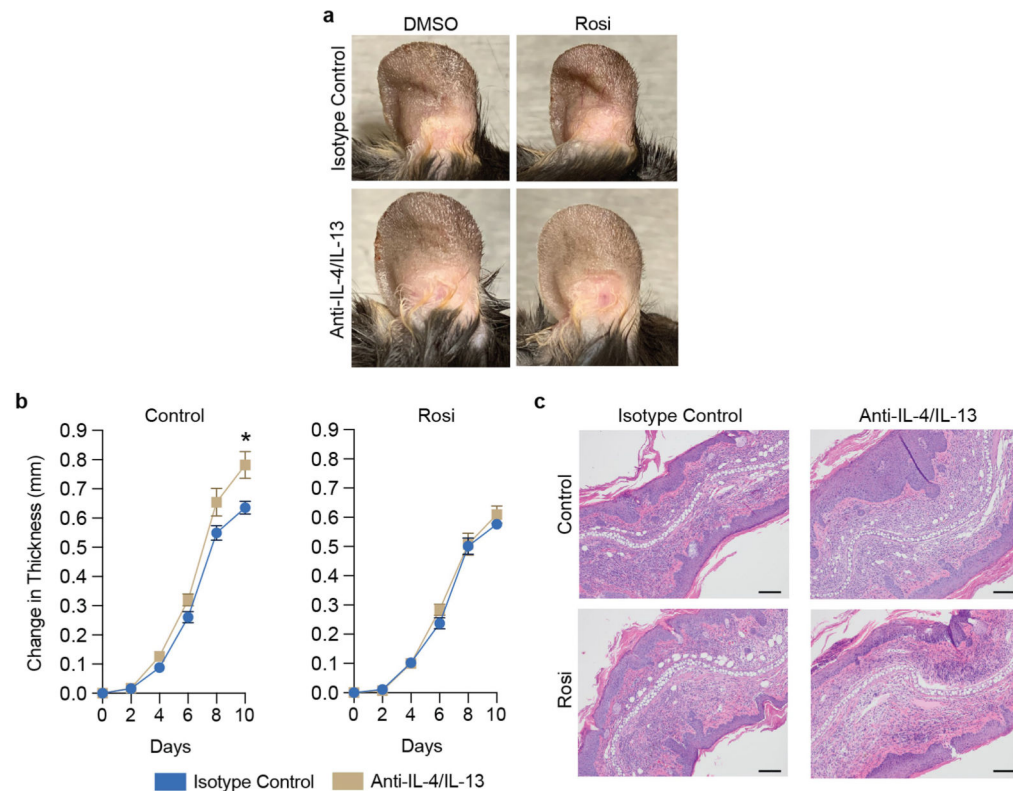 a
DMSO
Rosi
Isotype Control
Anti-IL-4/IL-13
b
Control
Rosi
Change in Thickness (mm)
0.9
0.8
0.7
0.6
0.5
0.4
0.3
0.2
0.1
0.0
*
0 2 4 6 8 10
Days
0.9
0.8
0.7
0.6
0.5
0.4
0.3
0.2
0.1
0.0
0 2 4 6 8 10
Days
Isotype Control
Anti-IL-4/IL-13
c
Isotype Control
Anti-IL-4/IL-13
Control
Rosi